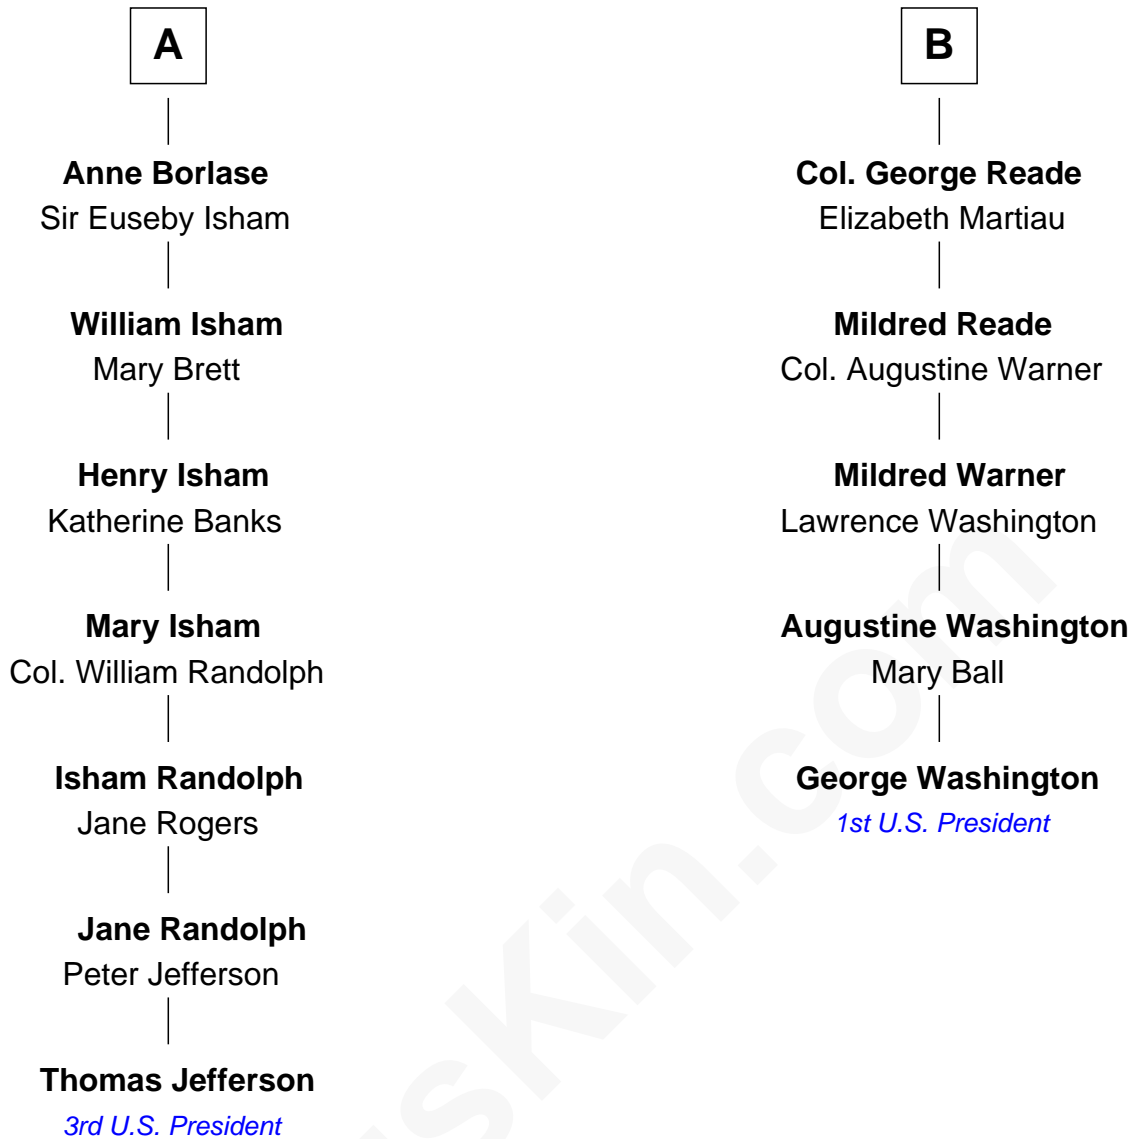 A
Anne Borlase
Sir Euseby Isham
William Isham
Mary Brett
Henry Isham
Katherine Banks
Mary Isham
Col. William Randolph
Isham Randolph
Jane Rogers
Jane Randolph
Peter Jefferson
Thomas Jefferson
3rd U.S. President
B
Col. George Reade
Elizabeth Martiau
Mildred Reade
Col. Augustine Warner
Mildred Warner
Lawrence Washington
Augustine Washington
Mary Ball
George Washington
1st U.S. President
sKin.com